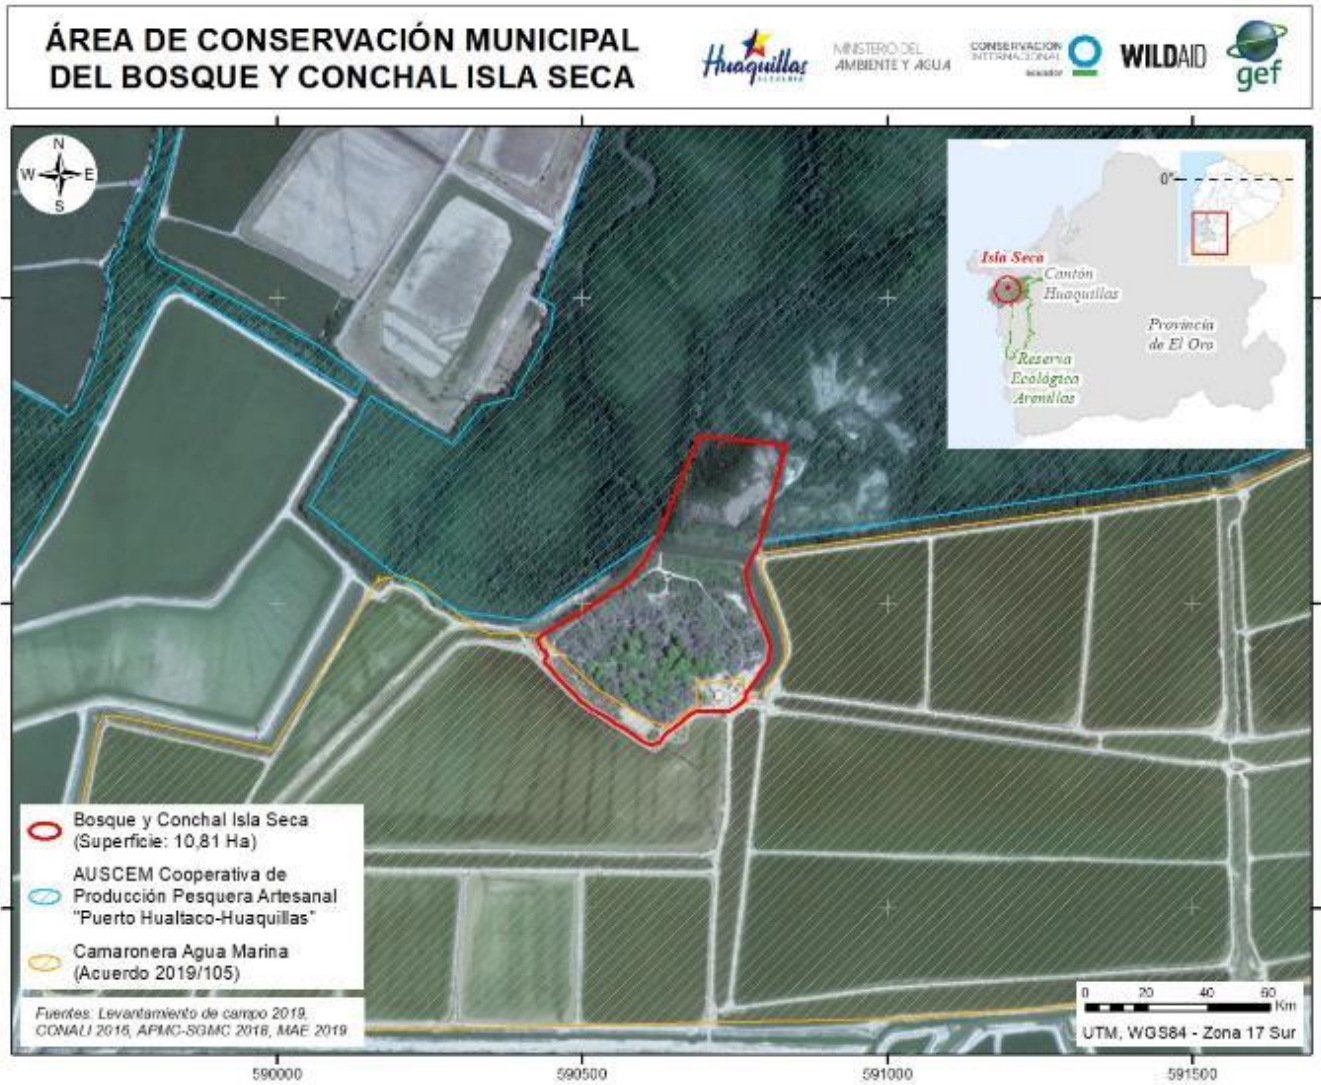 ÁREA DE CONSERVACIÓN MUNICIPAL
DEL BOSQUE Y CONCHAL ISLA SECA
Huaquillas
ALCALDÍA
MINISTERIO DEL
AMBIENTE Y AGUA
CONSERVACIÓN
INTERNACIONAL
Ecuador
WILDAID
gef
N
W E
S
0°
Isla Seca
Cantón
Huaquillas
Provincia
de El Oro
Reserva
Ecológica
Arenillas
Bosque y Conchal Isla Seca
(Superficie: 10,81 Ha)
AUSCEM Cooperativa de
Producción Pesquera Artesanal
"Puerto Hualtaco-Huaquillas"
Camaronera Agua Marina
(Acuerdo 2019/105)
Fuentes: Levantamiento de campo 2019,
CONALI 2016, APMC-SGMC 2018, MAE 2019
0 20 40 60
Km
UTM, WGS84 - Zona 17 Sur
590000 590500 591000 591500